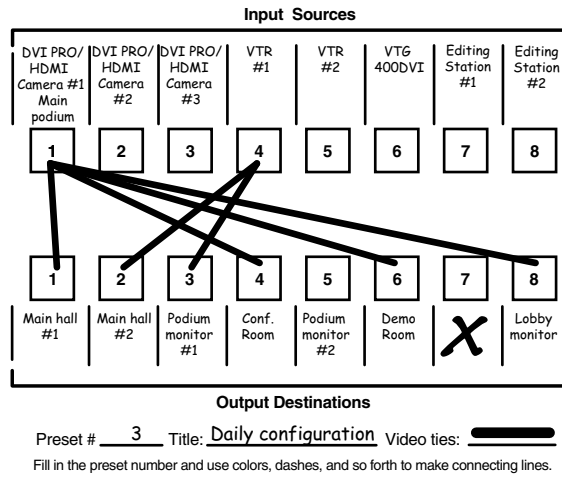 Input Sources
DVI PRO/ HDMI Camera #1 Main podium
DVI PRO/ HDMI Camera #2
DVI PRO/ HDMI Camera #3
VTR #1
VTR #2
VTG 400DVI
Editing Station #1
Editing Station #2
1 2 3 4 5 6 7 8
1 2 3 4 5 6 7 8
Main hall #1
Main hall #2
Podium monitor #1
Conf. Room
Podium monitor #2
Demo Room
X
Lobby monitor
Output Destinations
Preset # 3 Title: Daily configuration Video ties:
Fill in the preset number and use colors, dashes, and so forth to make connecting lines.